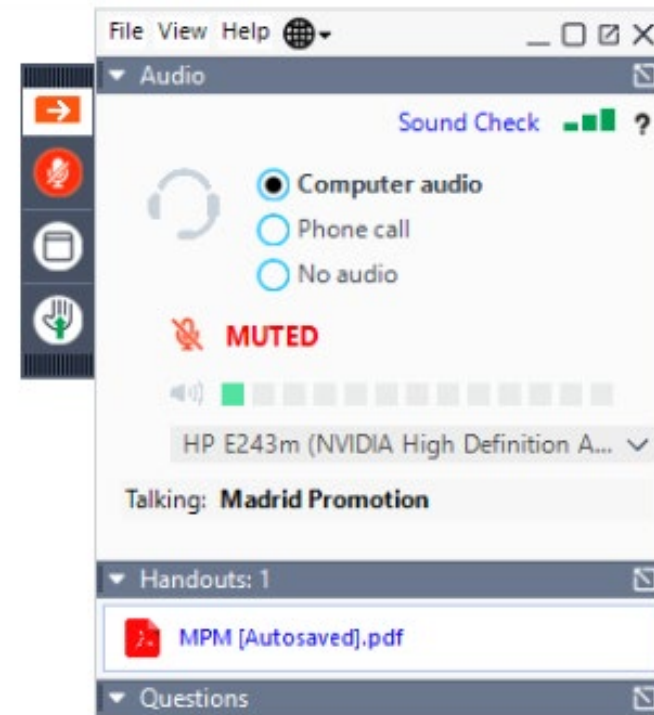 File View Help
Audio
Sound Check ?
Computer audio
Phone call
No audio
MUTED
HP E243m (NVIDIA High Definition A...
Talking: Madrid Promotion
Handouts: 1
MPM [Autosaved].pdf
Questions